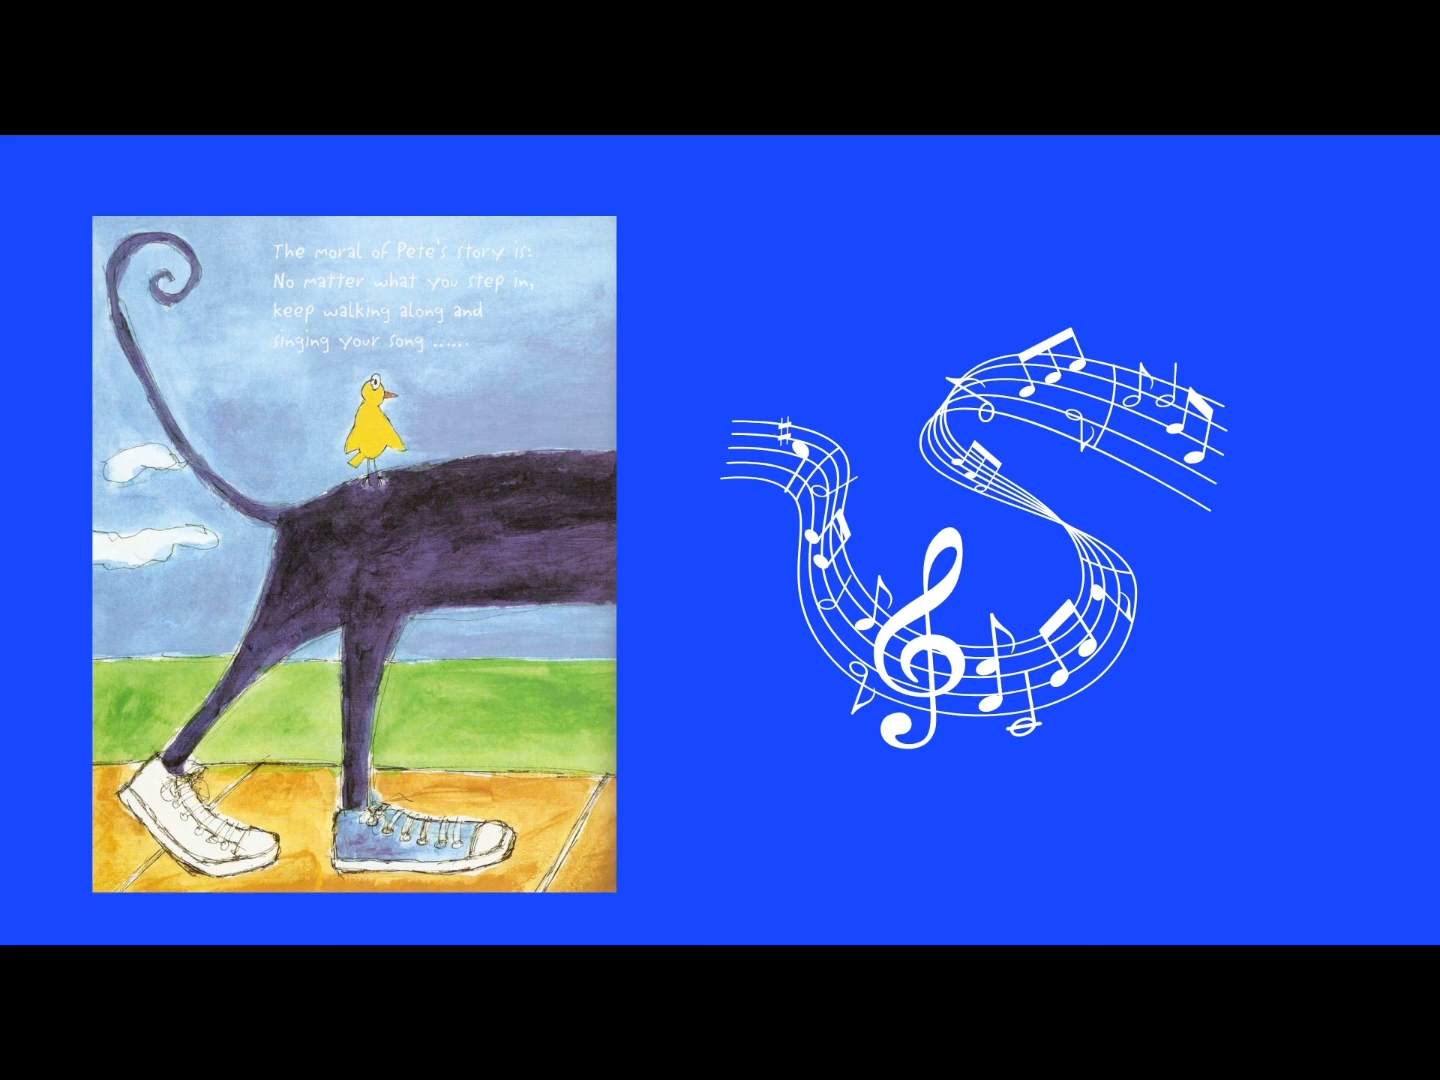 The moral of Pete's story is:
No matter what you step in,
keep walking along and
singing your song ......